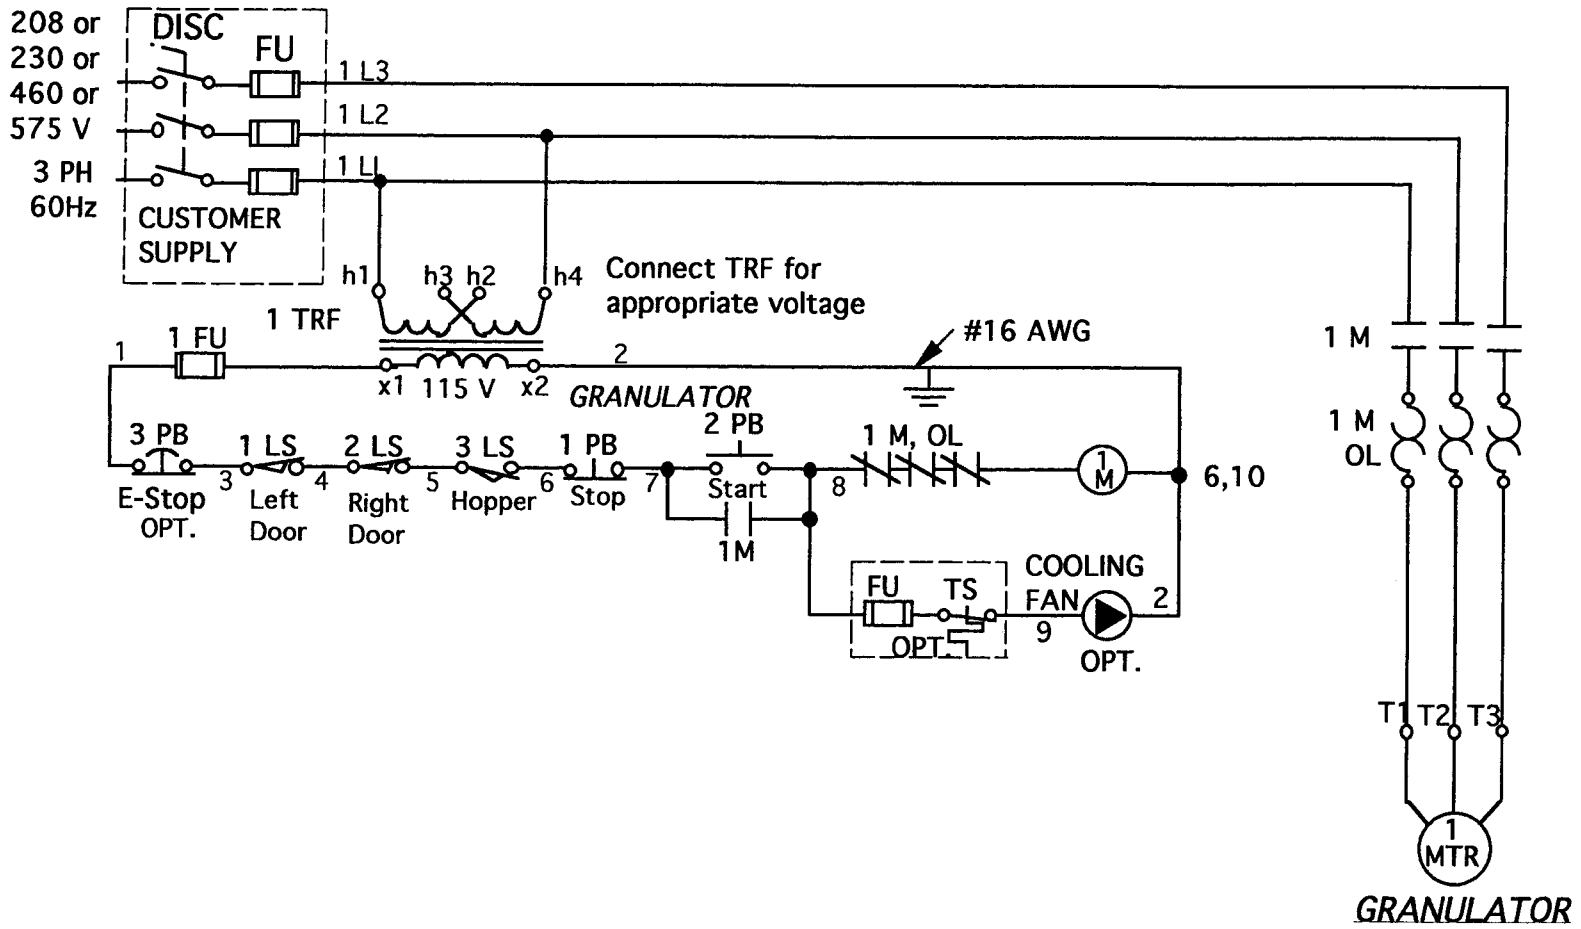 208 or
230 or
460 or
575 V
3 PH
60Hz
DISC
FU
1 L3
1 L2
1 L1
CUSTOMER
SUPPLY
h1
h3
h2
h4
Connect TRF for
appropriate voltage
1 TRF
1 FU
1
x1
115 V
x2
2
#16 AWG
GRANULATOR
3 PB
E-Stop
OPT.
3
1 LS
Left
Door
4
2 LS
Right
Door
5
3 LS
Hopper
6
1 PB
Stop
7
2 PB
Start
1M
8
1 M, OL
1
M
6,10
FU
TS
OPT.
COOLING
FAN
9
2
OPT.
1 M
1 M
OL
T1
T2
T3
1
MTR
GRANULATOR